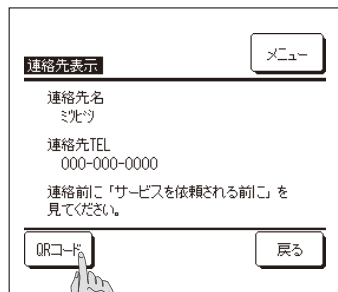 連絡先表示
メニュー
連絡先名
ﾐﾂﾋﾞｼ
連絡先TEL
000-000-0000
連絡前に「サービスを依頼される前に」を
見てください。
QRコード
戻る